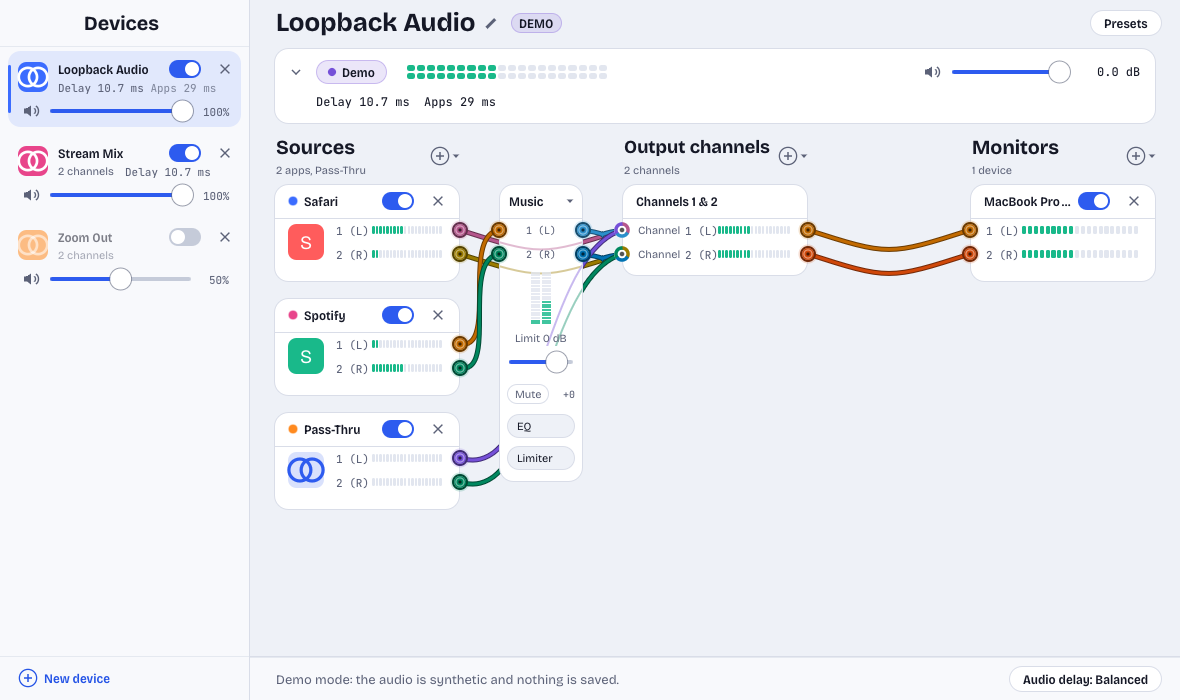 Devices
Loopback Audio
Delay 10.7 ms Apps 29 ms
100%
Stream Mix
2 channels Delay 10.7 ms
100%
Zoom Out
2 channels
50%
New device
Loopback Audio DEMO
Presets
Demo
0.0 dB
Delay 10.7 ms Apps 29 ms
Sources
2 apps, Pass-Thru
Safari
S
1 (L)
2 (R)
Spotify
S
1 (L)
2 (R)
Pass-Thru
1 (L)
2 (R)
Music
1 (L)
2 (R)
Limit 0 dB
Mute +0
EQ
Limiter
Output channels
2 channels
Channels 1 & 2
Channel 1 (L)
Channel 2 (R)
Monitors
1 device
MacBook Pro...
1 (L)
2 (R)
Demo mode: the audio is synthetic and nothing is saved.
Audio delay: Balanced